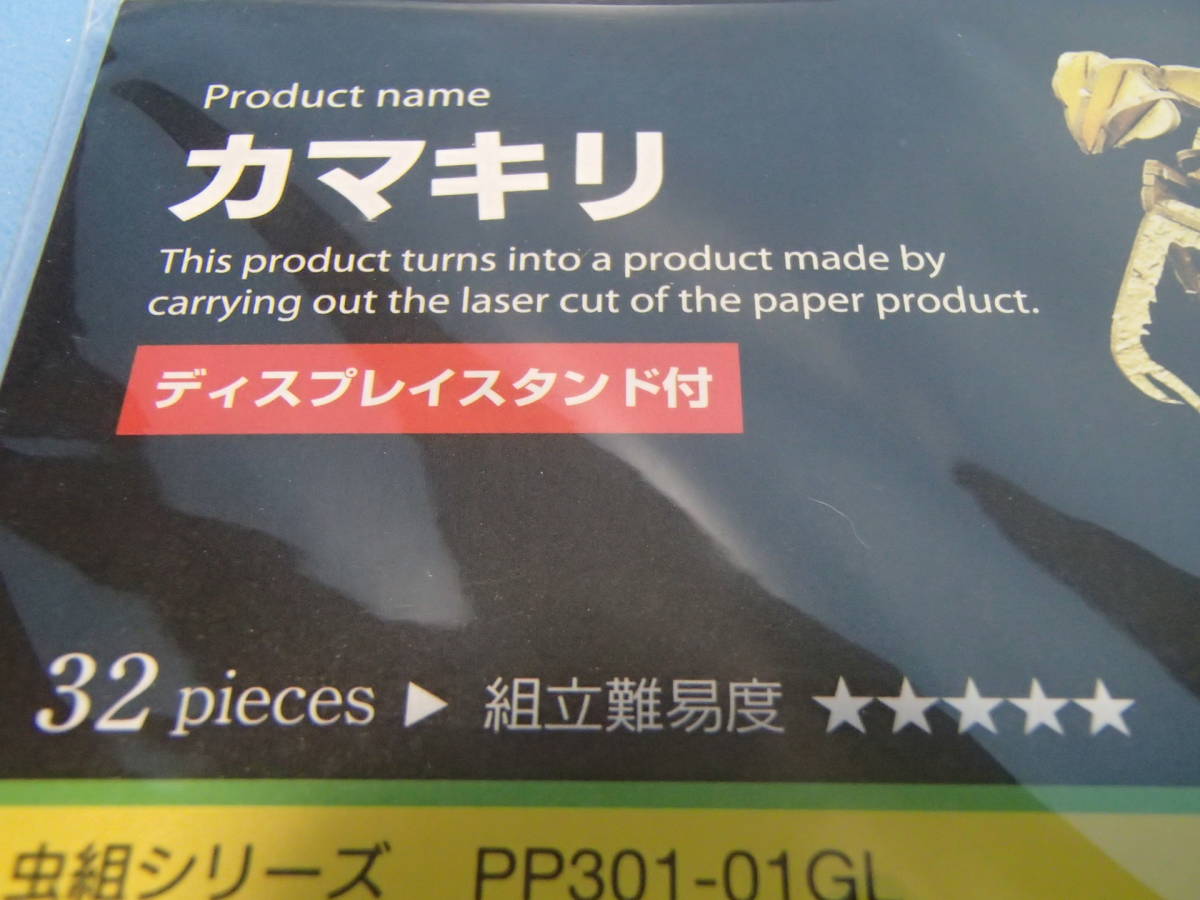 Product name
カマキリ
This product turns into a product made by
carrying out the laser cut of the paper product.
ディスプレイスタンド付
32 pieces ▶ 組立難易度 ★★★★★
虫組シリーズ PP301-01GL